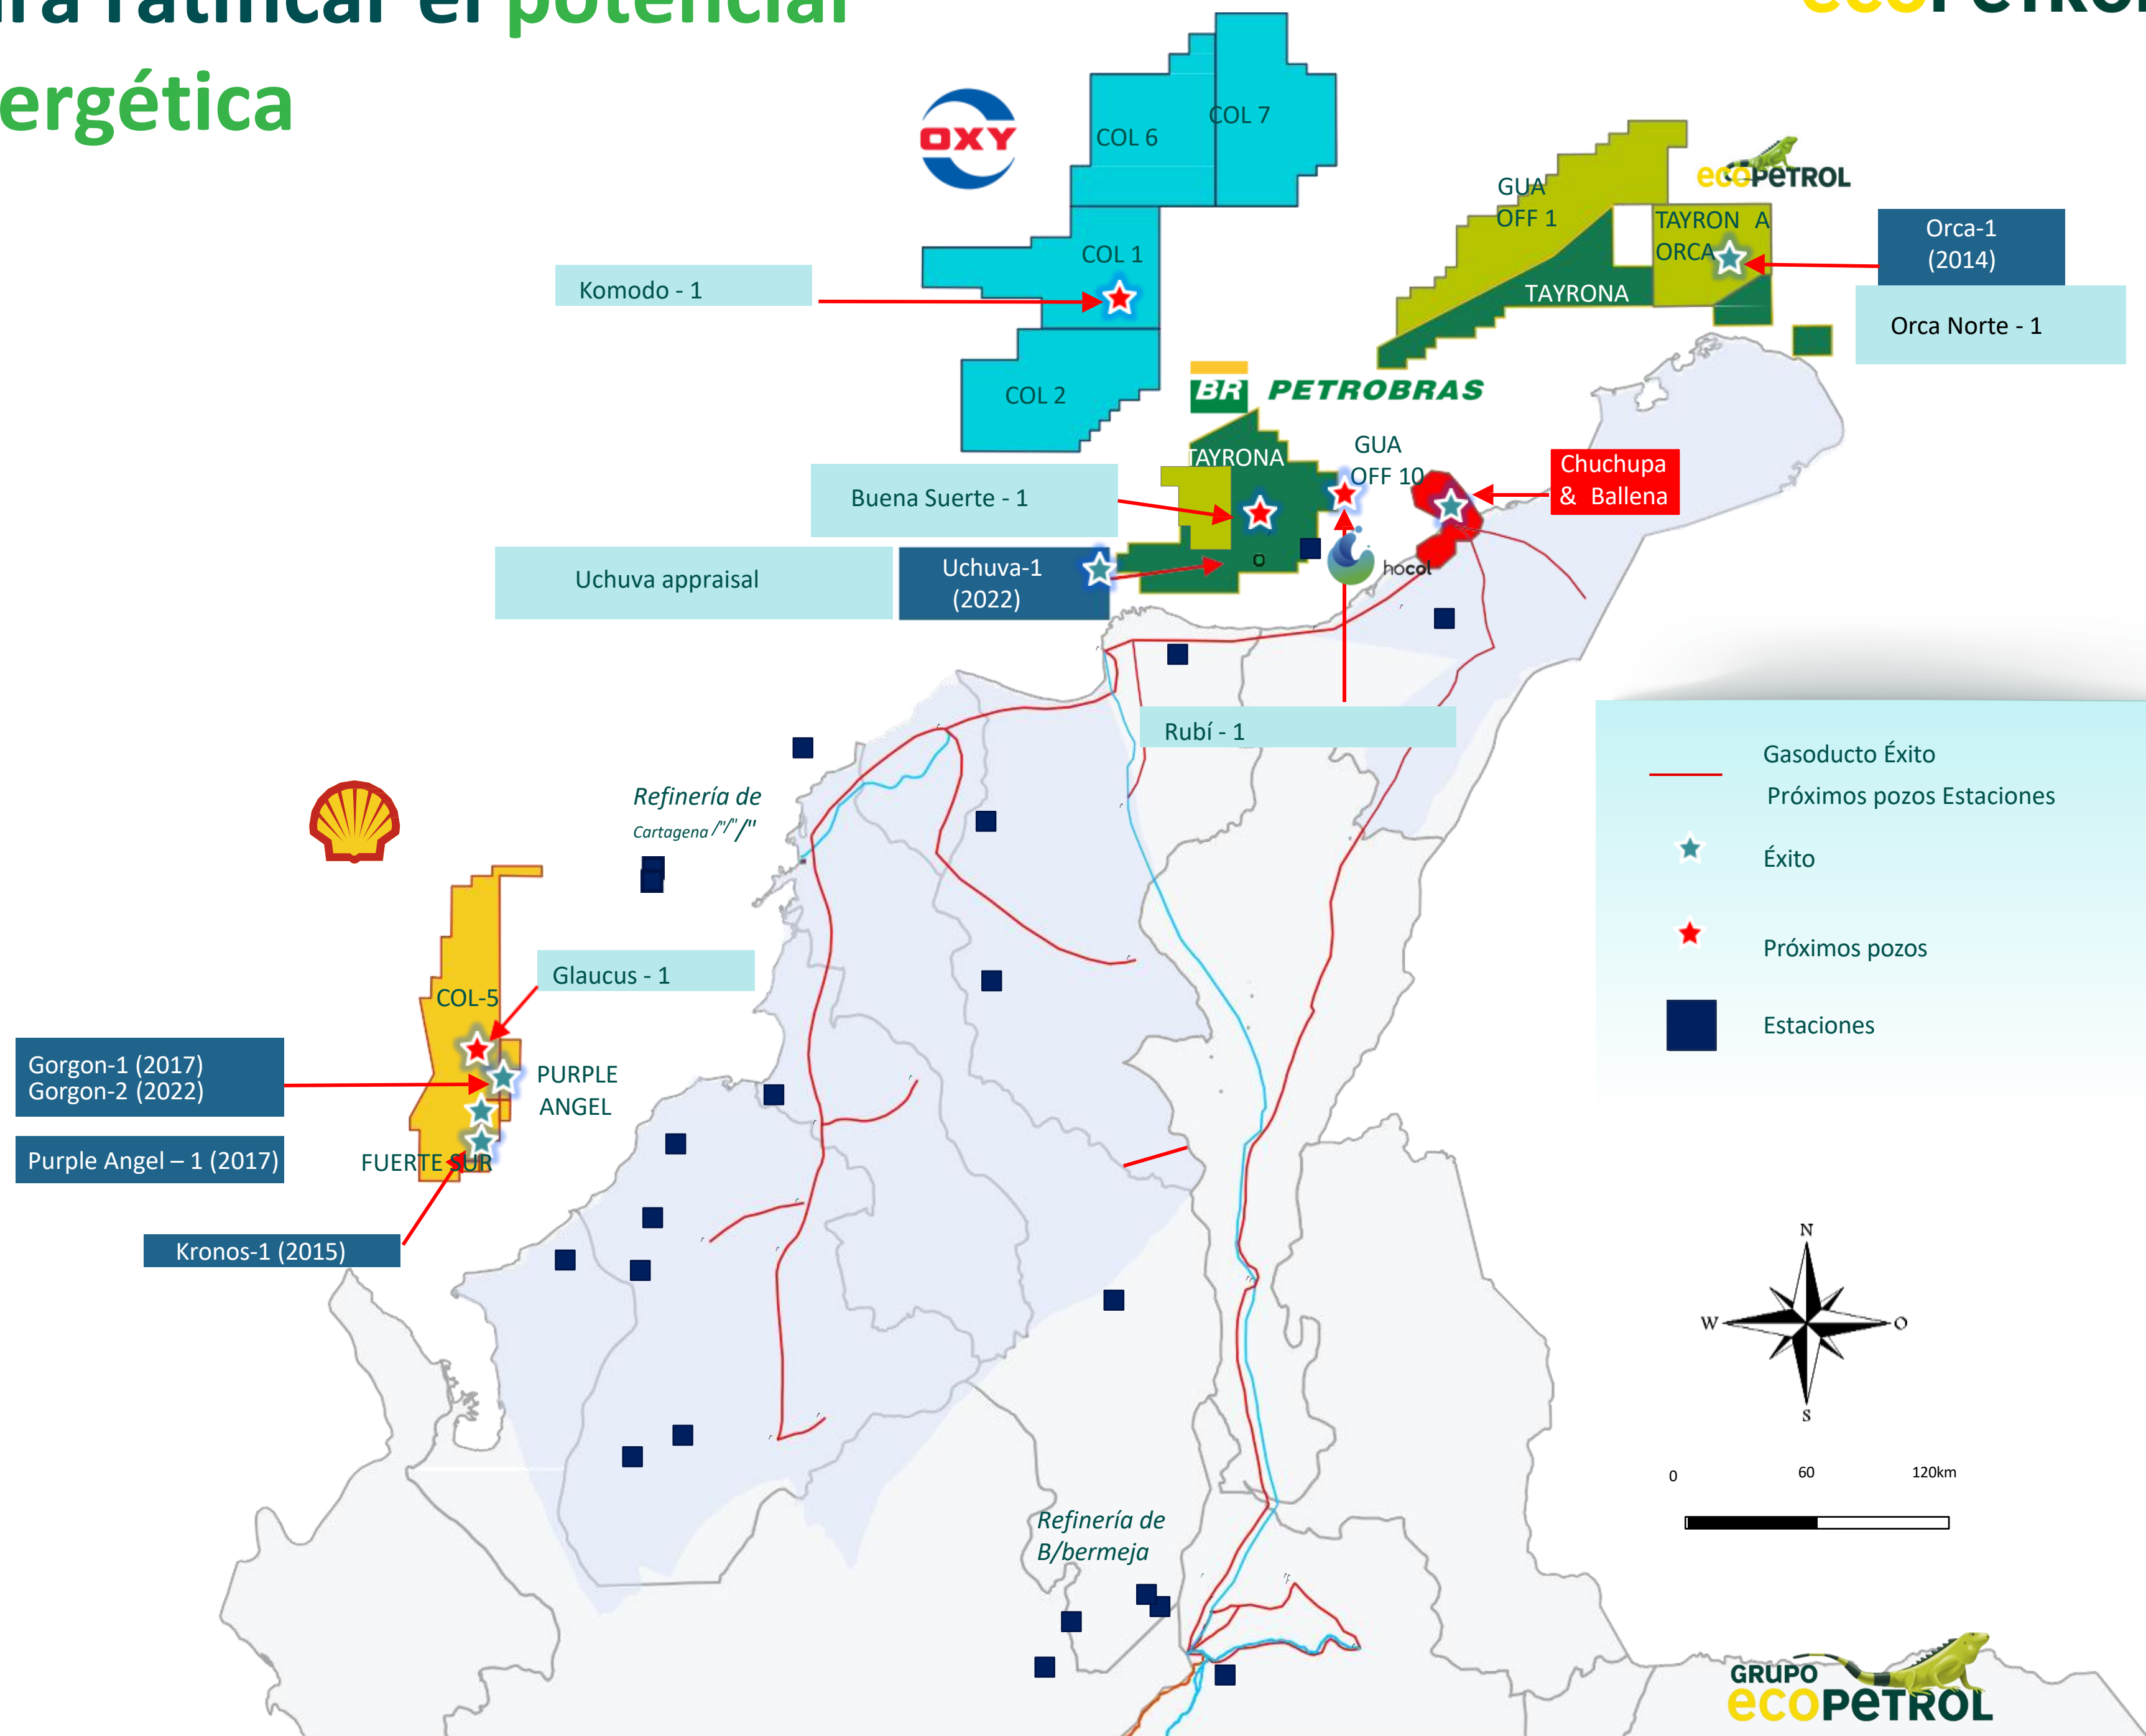 ratificar el potencial
ergética
OXY
COL 6
COL 7
COL 1
COL 2
Komodo - 1
GUA
OFF 1
ecoPETROL
TAYRON A
ORCA
TAYRONA
Orca-1
(2014)
Orca Norte - 1
BR PETROBRAS
TAYRONA
GUA
OFF 10
Chuchupa
& Ballena
Buena Suerte - 1
Uchuva appraisal
Uchuva-1
(2022)
hocol
Rubí - 1
Refinería de
Cartagena /"/"/"
Gasoducto Éxito
Próximos pozos Estaciones
Éxito
Próximos pozos
Estaciones
Glaucus - 1
COL-5
Gorgon-1 (2017)
Gorgon-2 (2022)
PURPLE
ANGEL
Purple Angel – 1 (2017)
FUERTE SUR
Kronos-1 (2015)
N
W
O
S
0
60
120km
Refinería de
B/bermeja
GRUPO
ecoPETROL